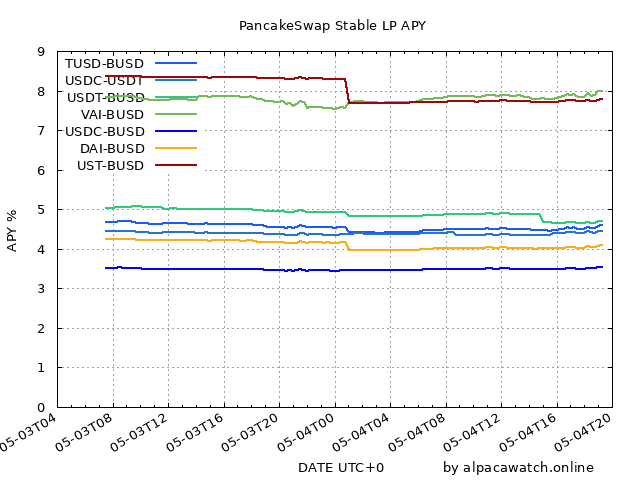 PancakeSwap Stable LP APY
9
8
7
6
5
4
3
2
1
0
APY %
TUSD-BUSD
USDC-USDT
USDT-BUSD
VAI-BUSD
USDC-BUSD
DAI-BUSD
UST-BUSD
05-03T04
05-03T08
05-03T12
05-03T16
05-03T20
05-04T00
05-04T04
05-04T08
05-04T12
05-04T16
05-04T20
DATE UTC+0
by alpacawatch.online